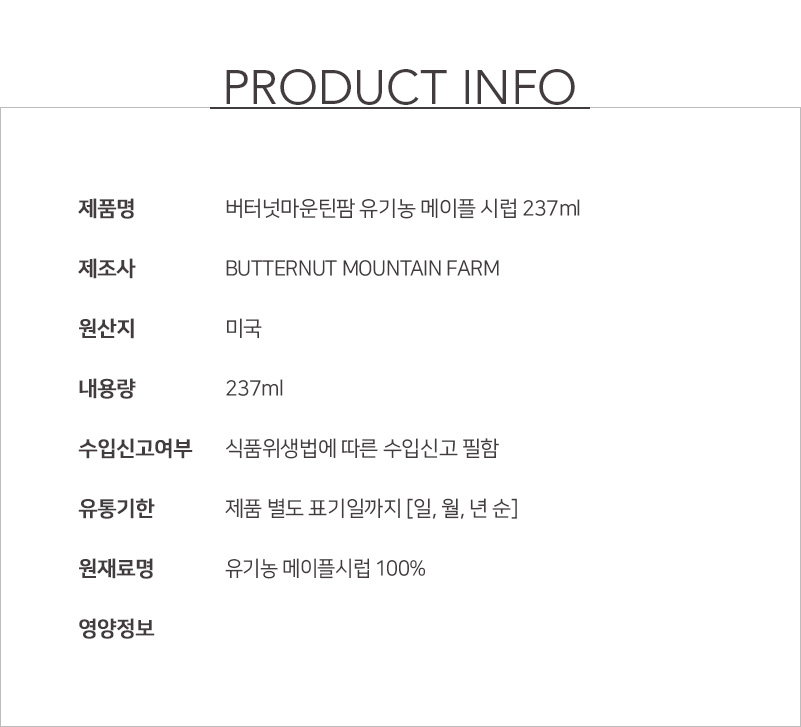 PRODUCT INFO
제품명 버터넛마운틴팜 유기농 메이플 시럽 237ml
제조사 BUTTERNUT MOUNTAIN FARM
원산지 미국
내용량 237ml
수입신고여부 식품위생법에 따른 수입신고 필함
유통기한 제품 별도 표기일까지 [일, 월, 년 순]
원재료명 유기농 메이플시럽 100%
영양정보